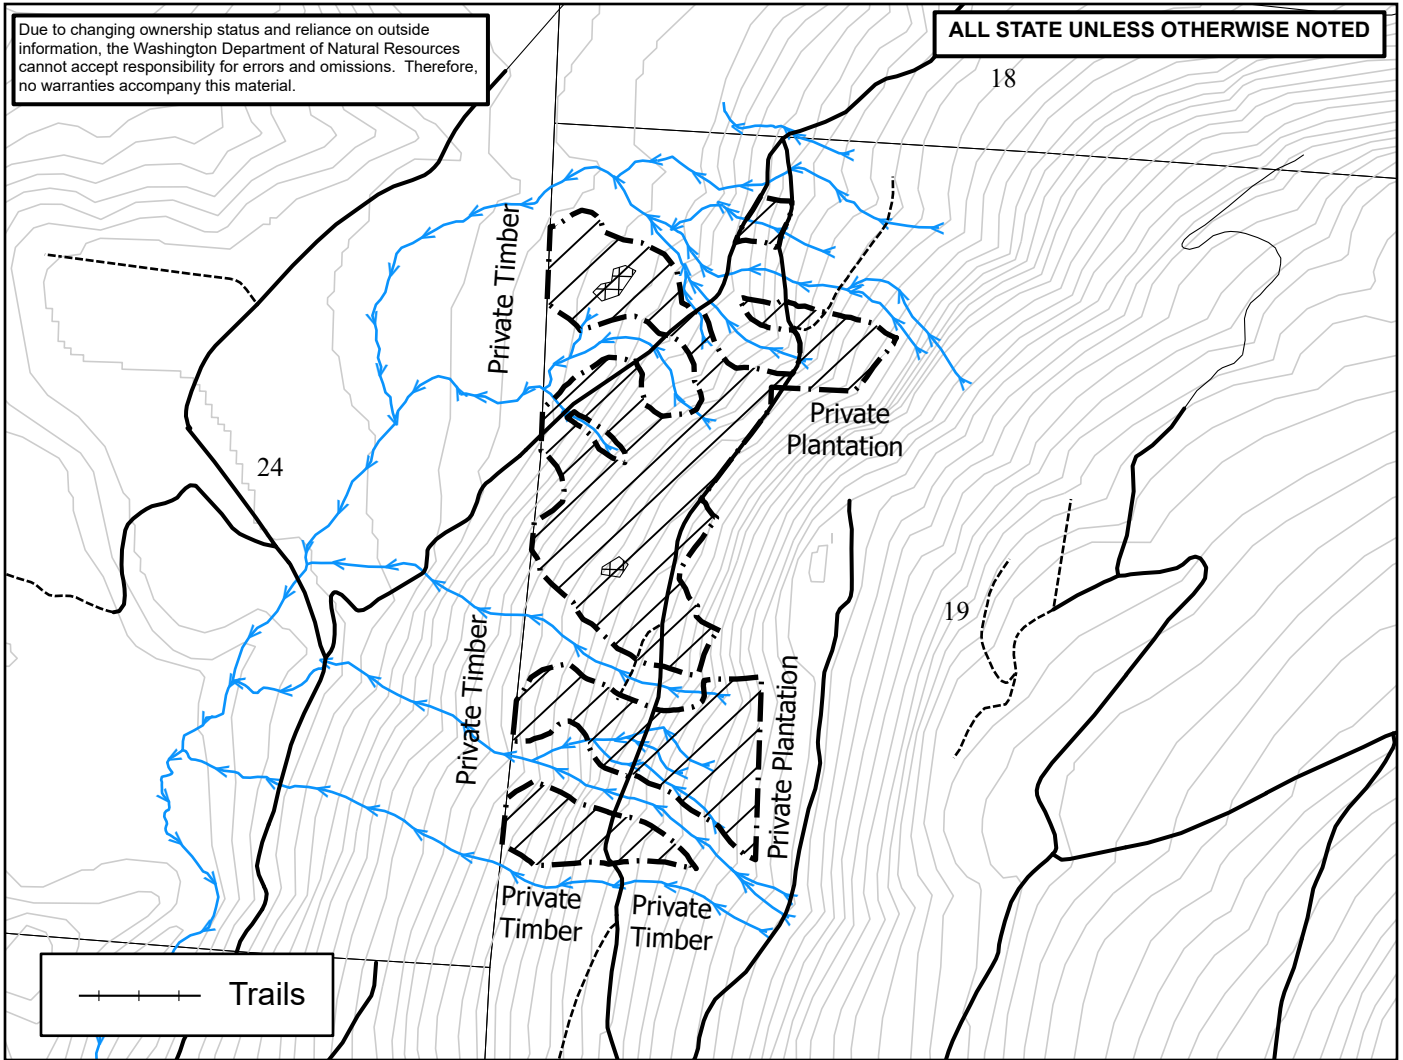 Due to changing ownership status and reliance on outside
information, the Washington Department of Natural Resources
cannot accept responsibility for errors and omissions. Therefore,
no warranties accompany this material.
ALL STATE UNLESS OTHERWISE NOTED
18
Private Timber
Private
Plantation
24
19
Private Timber
Private Plantation
Private
Timber
Private
Timber
Trails